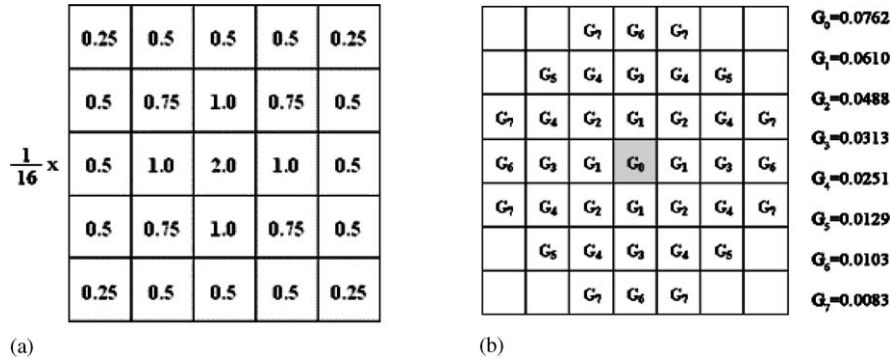 0.25 0.5 0.5 0.5 0.25
0.5 0.75 1.0 0.75 0.5
1/16 x 0.5 1.0 2.0 1.0 0.5
0.5 0.75 1.0 0.75 0.5
0.25 0.5 0.5 0.5 0.25
(a)
G₇ G₆ G₇
G₅ G₄ G₃ G₄ G₅
G₇ G₄ G₂ G₁ G₂ G₄ G₇
G₆ G₃ G₁ G₀ G₁ G₃ G₆
G₇ G₄ G₂ G₁ G₂ G₄ G₇
G₅ G₄ G₃ G₄ G₅
G₇ G₆ G₇
G₀=0.0762
G₁=0.0610
G₂=0.0488
G₃=0.0313
G₄=0.0251
G₅=0.0129
G₆=0.0103
G₇=0.0083
(b)